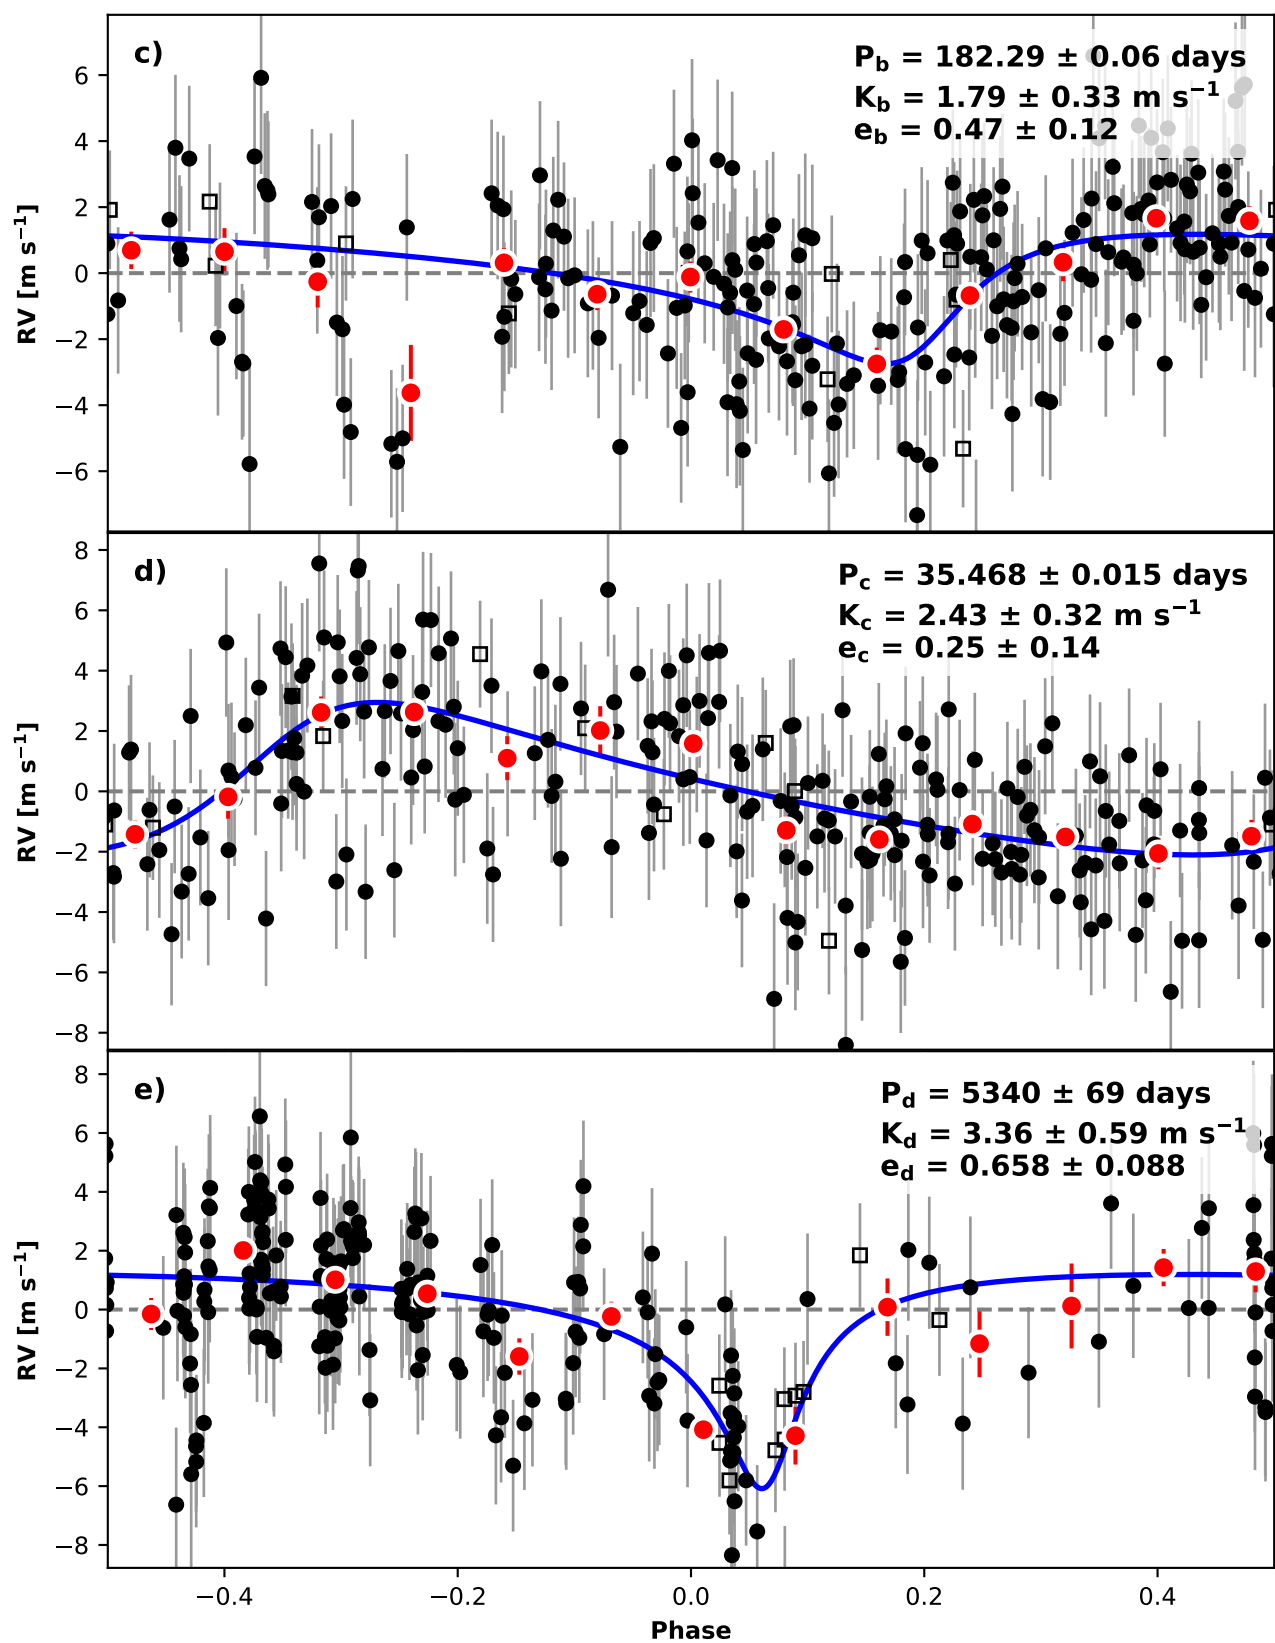 c)
P_b = 182.29 ± 0.06 days
K_b = 1.79 ± 0.33 m s⁻¹
e_b = 0.47 ± 0.12
6
4
2
0
−2
−4
−6
RV [m s⁻¹]
d)
P_c = 35.468 ± 0.015 days
K_c = 2.43 ± 0.32 m s⁻¹
e_c = 0.25 ± 0.14
8
6
4
2
0
−2
−4
−6
−8
RV [m s⁻¹]
e)
P_d = 5340 ± 69 days
K_d = 3.36 ± 0.59 m s⁻¹
e_d = 0.658 ± 0.088
8
6
4
2
0
−2
−4
−6
−8
RV [m s⁻¹]
−0.4 −0.2 0.0 0.2 0.4
Phase